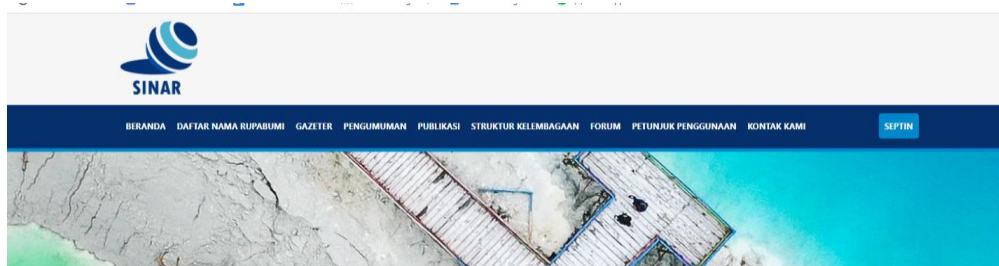 SINAR
BERANDA DAFTAR NAMA RUPABUMI GAZETER PENGUMUMAN PUBLIKASI STRUKTUR KELEMBAGAAN FORUM PETUNJUK PENGGUNAAN KONTAK KAMI SEPTIN